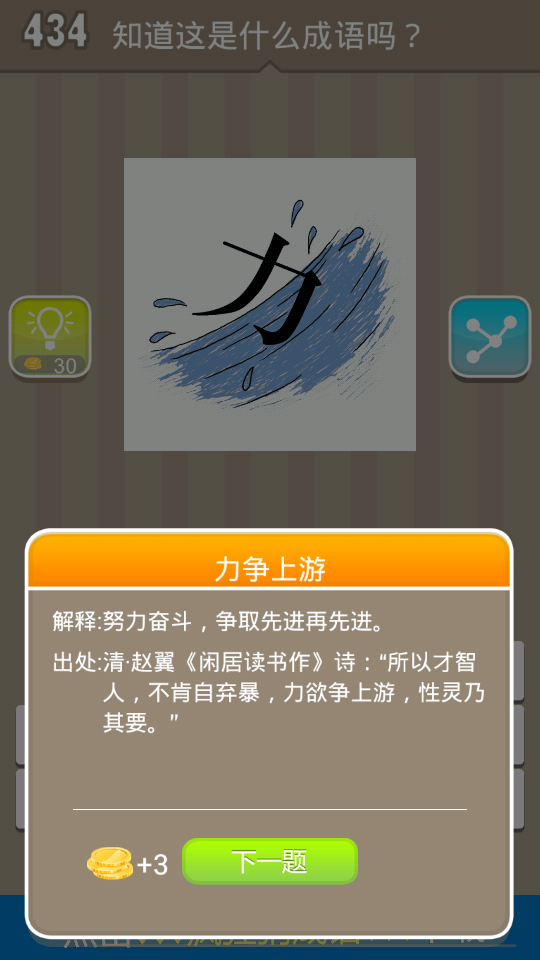 434 知道这是什么成语吗？
力
30
力争上游
解释:努力奋斗，争取先进再先进。
出处:清·赵翼《闲居读书作》诗：“所以才智
人，不肯自弃暴，力欲争上游，性灵乃
其要。”
+3
下一题